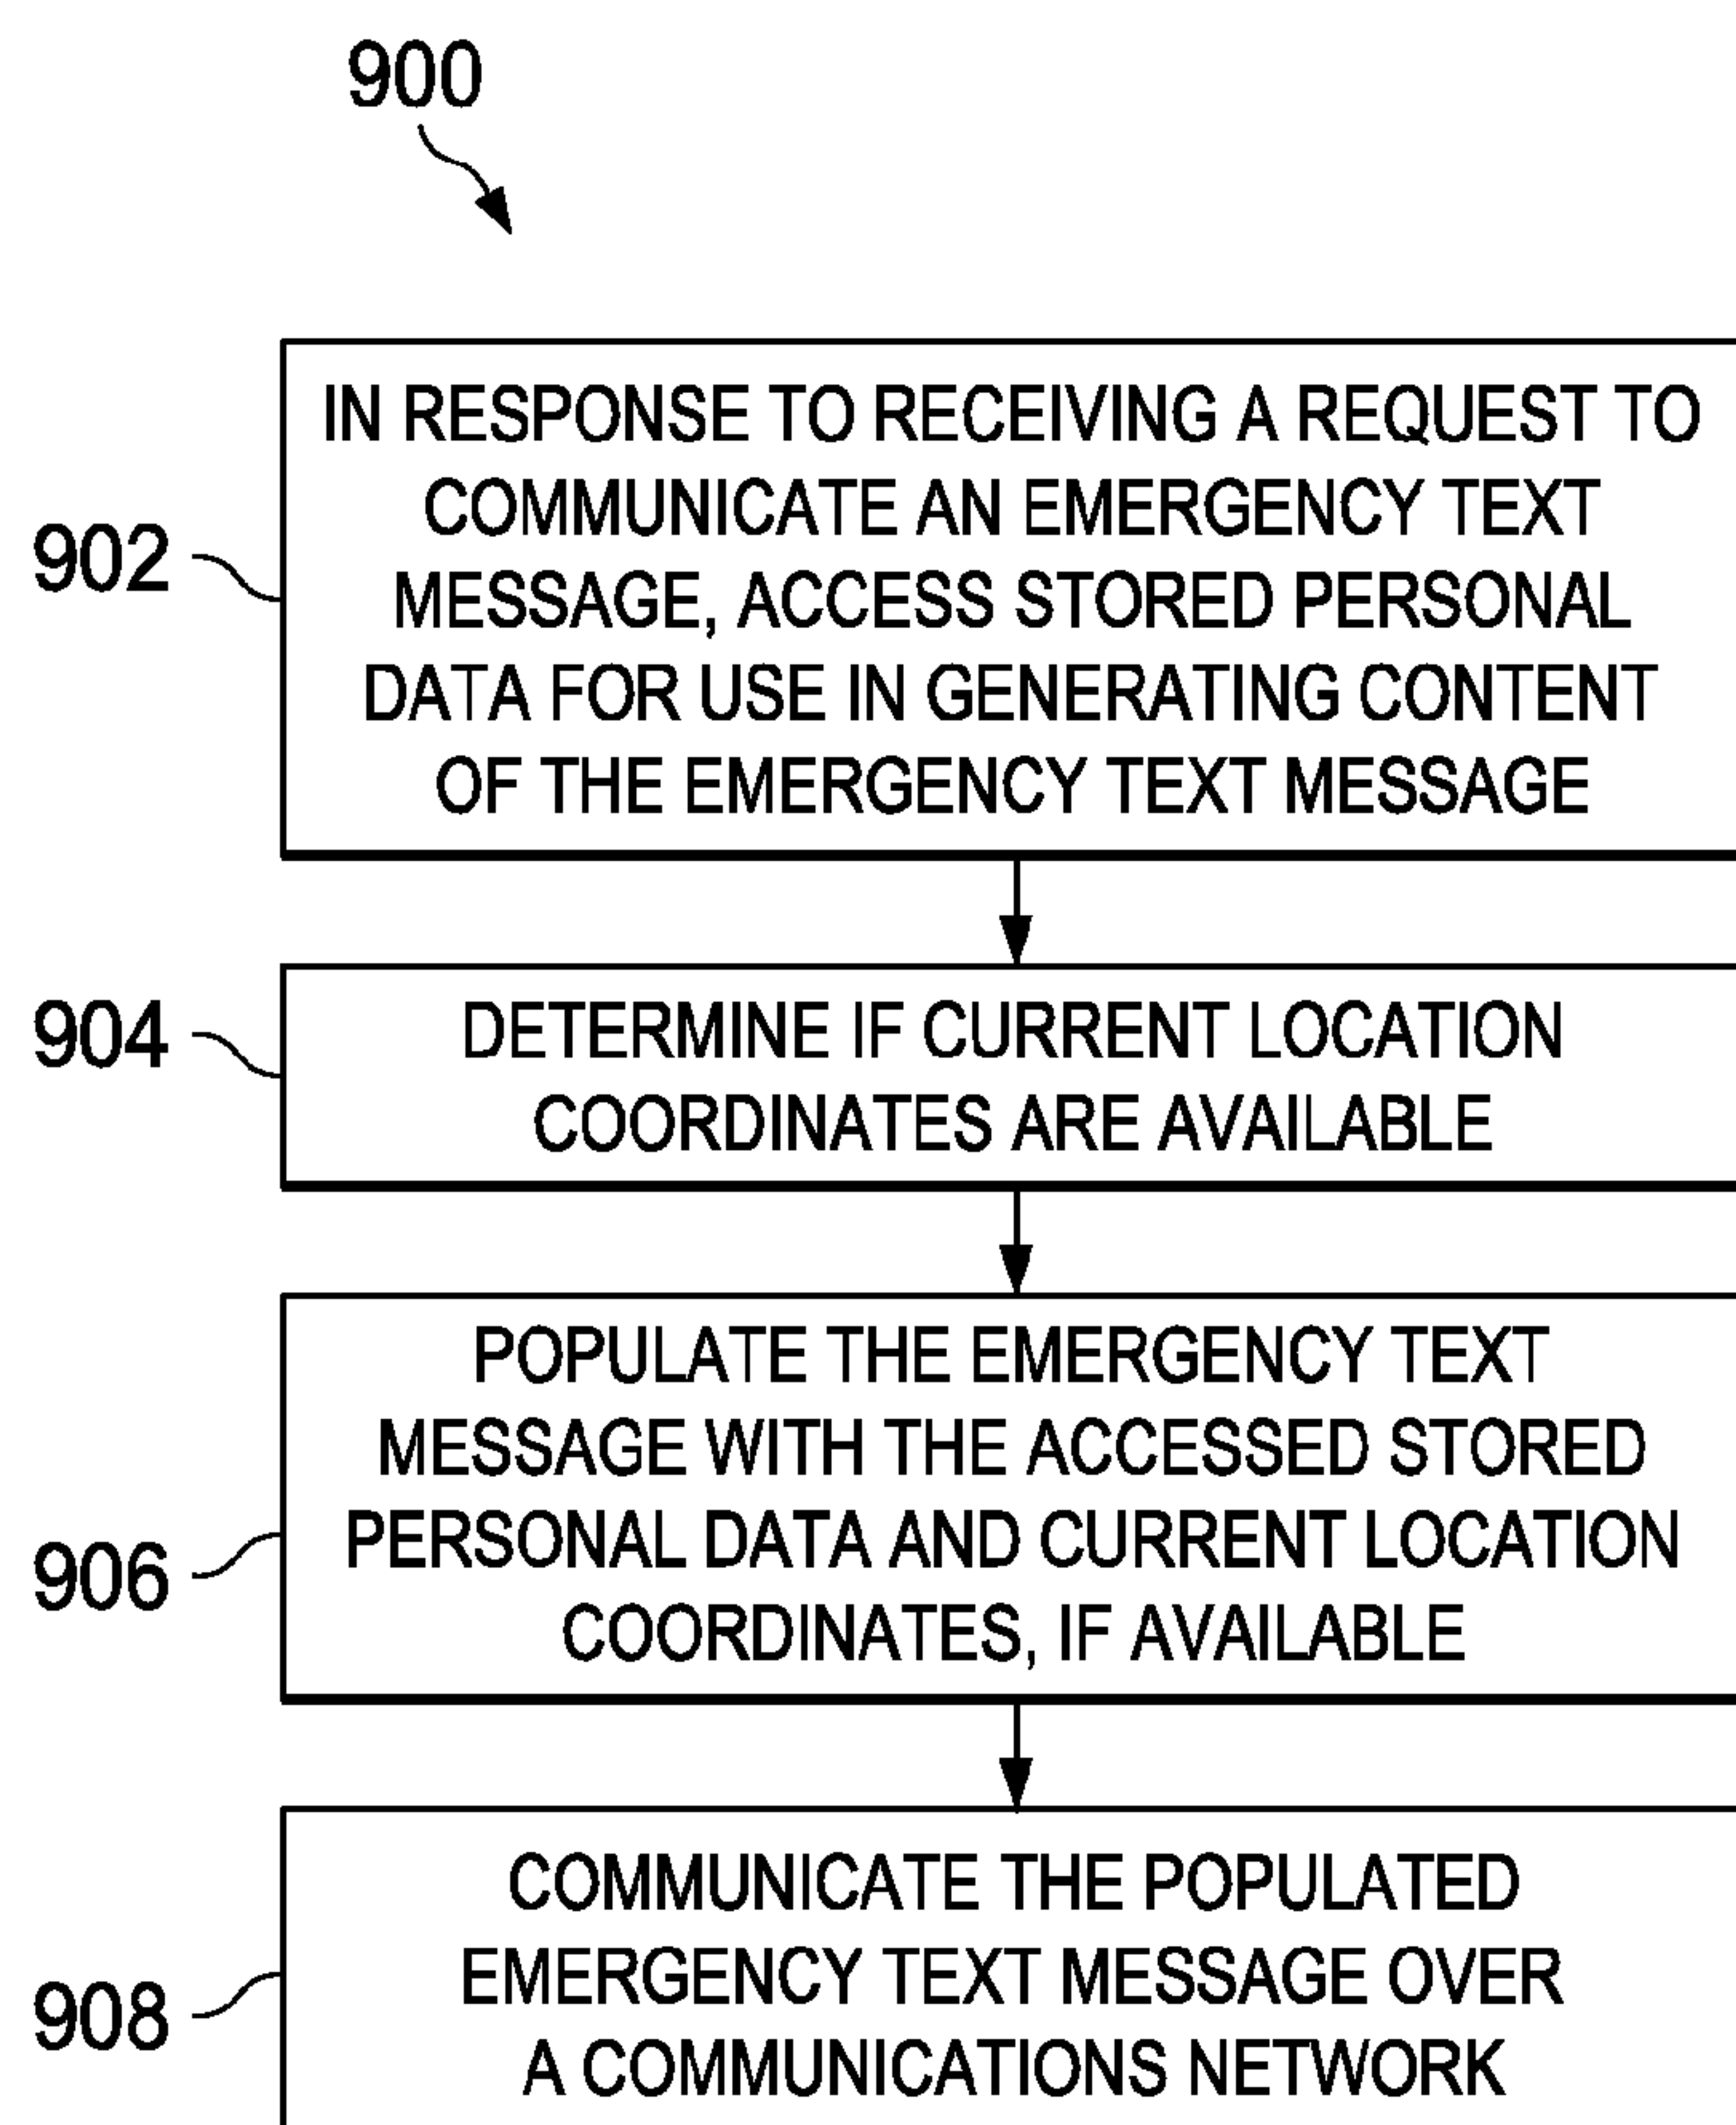 900
902
IN RESPONSE TO RECEIVING A REQUEST TO
COMMUNICATE AN EMERGENCY TEXT
MESSAGE, ACCESS STORED PERSONAL
DATA FOR USE IN GENERATING CONTENT
OF THE EMERGENCY TEXT MESSAGE
904
DETERMINE IF CURRENT LOCATION
COORDINATES ARE AVAILABLE
906
POPULATE THE EMERGENCY TEXT
MESSAGE WITH THE ACCESSED STORED
PERSONAL DATA AND CURRENT LOCATION
COORDINATES, IF AVAILABLE
908
COMMUNICATE THE POPULATED
EMERGENCY TEXT MESSAGE OVER
A COMMUNICATIONS NETWORK